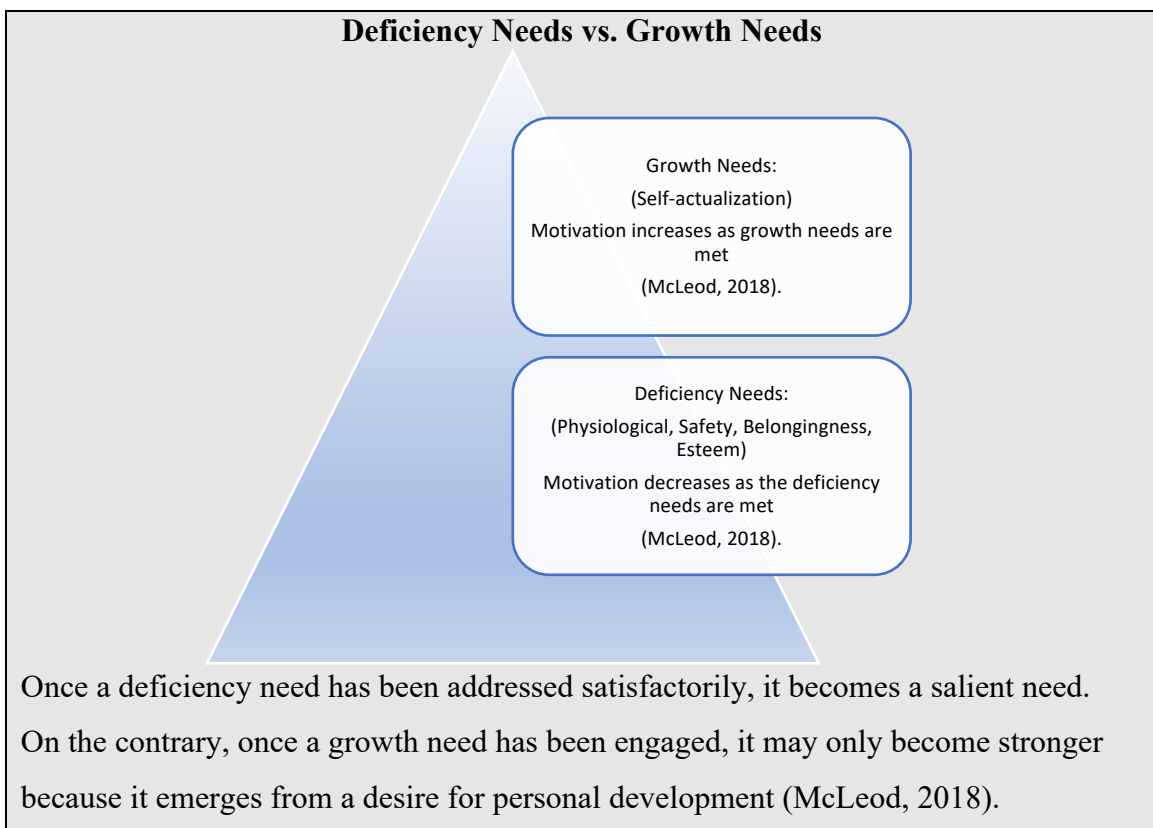 Deficiency Needs vs. Growth Needs
Growth Needs:
(Self-actualization)
Motivation increases as growth needs are
met
(McLeod, 2018).
Deficiency Needs:
(Physiological, Safety, Belongingness,
Esteem)
Motivation decreases as the deficiency
needs are met
(McLeod, 2018).
Once a deficiency need has been addressed satisfactorily, it becomes a salient need.
On the contrary, once a growth need has been engaged, it may only become stronger
because it emerges from a desire for personal development (McLeod, 2018).